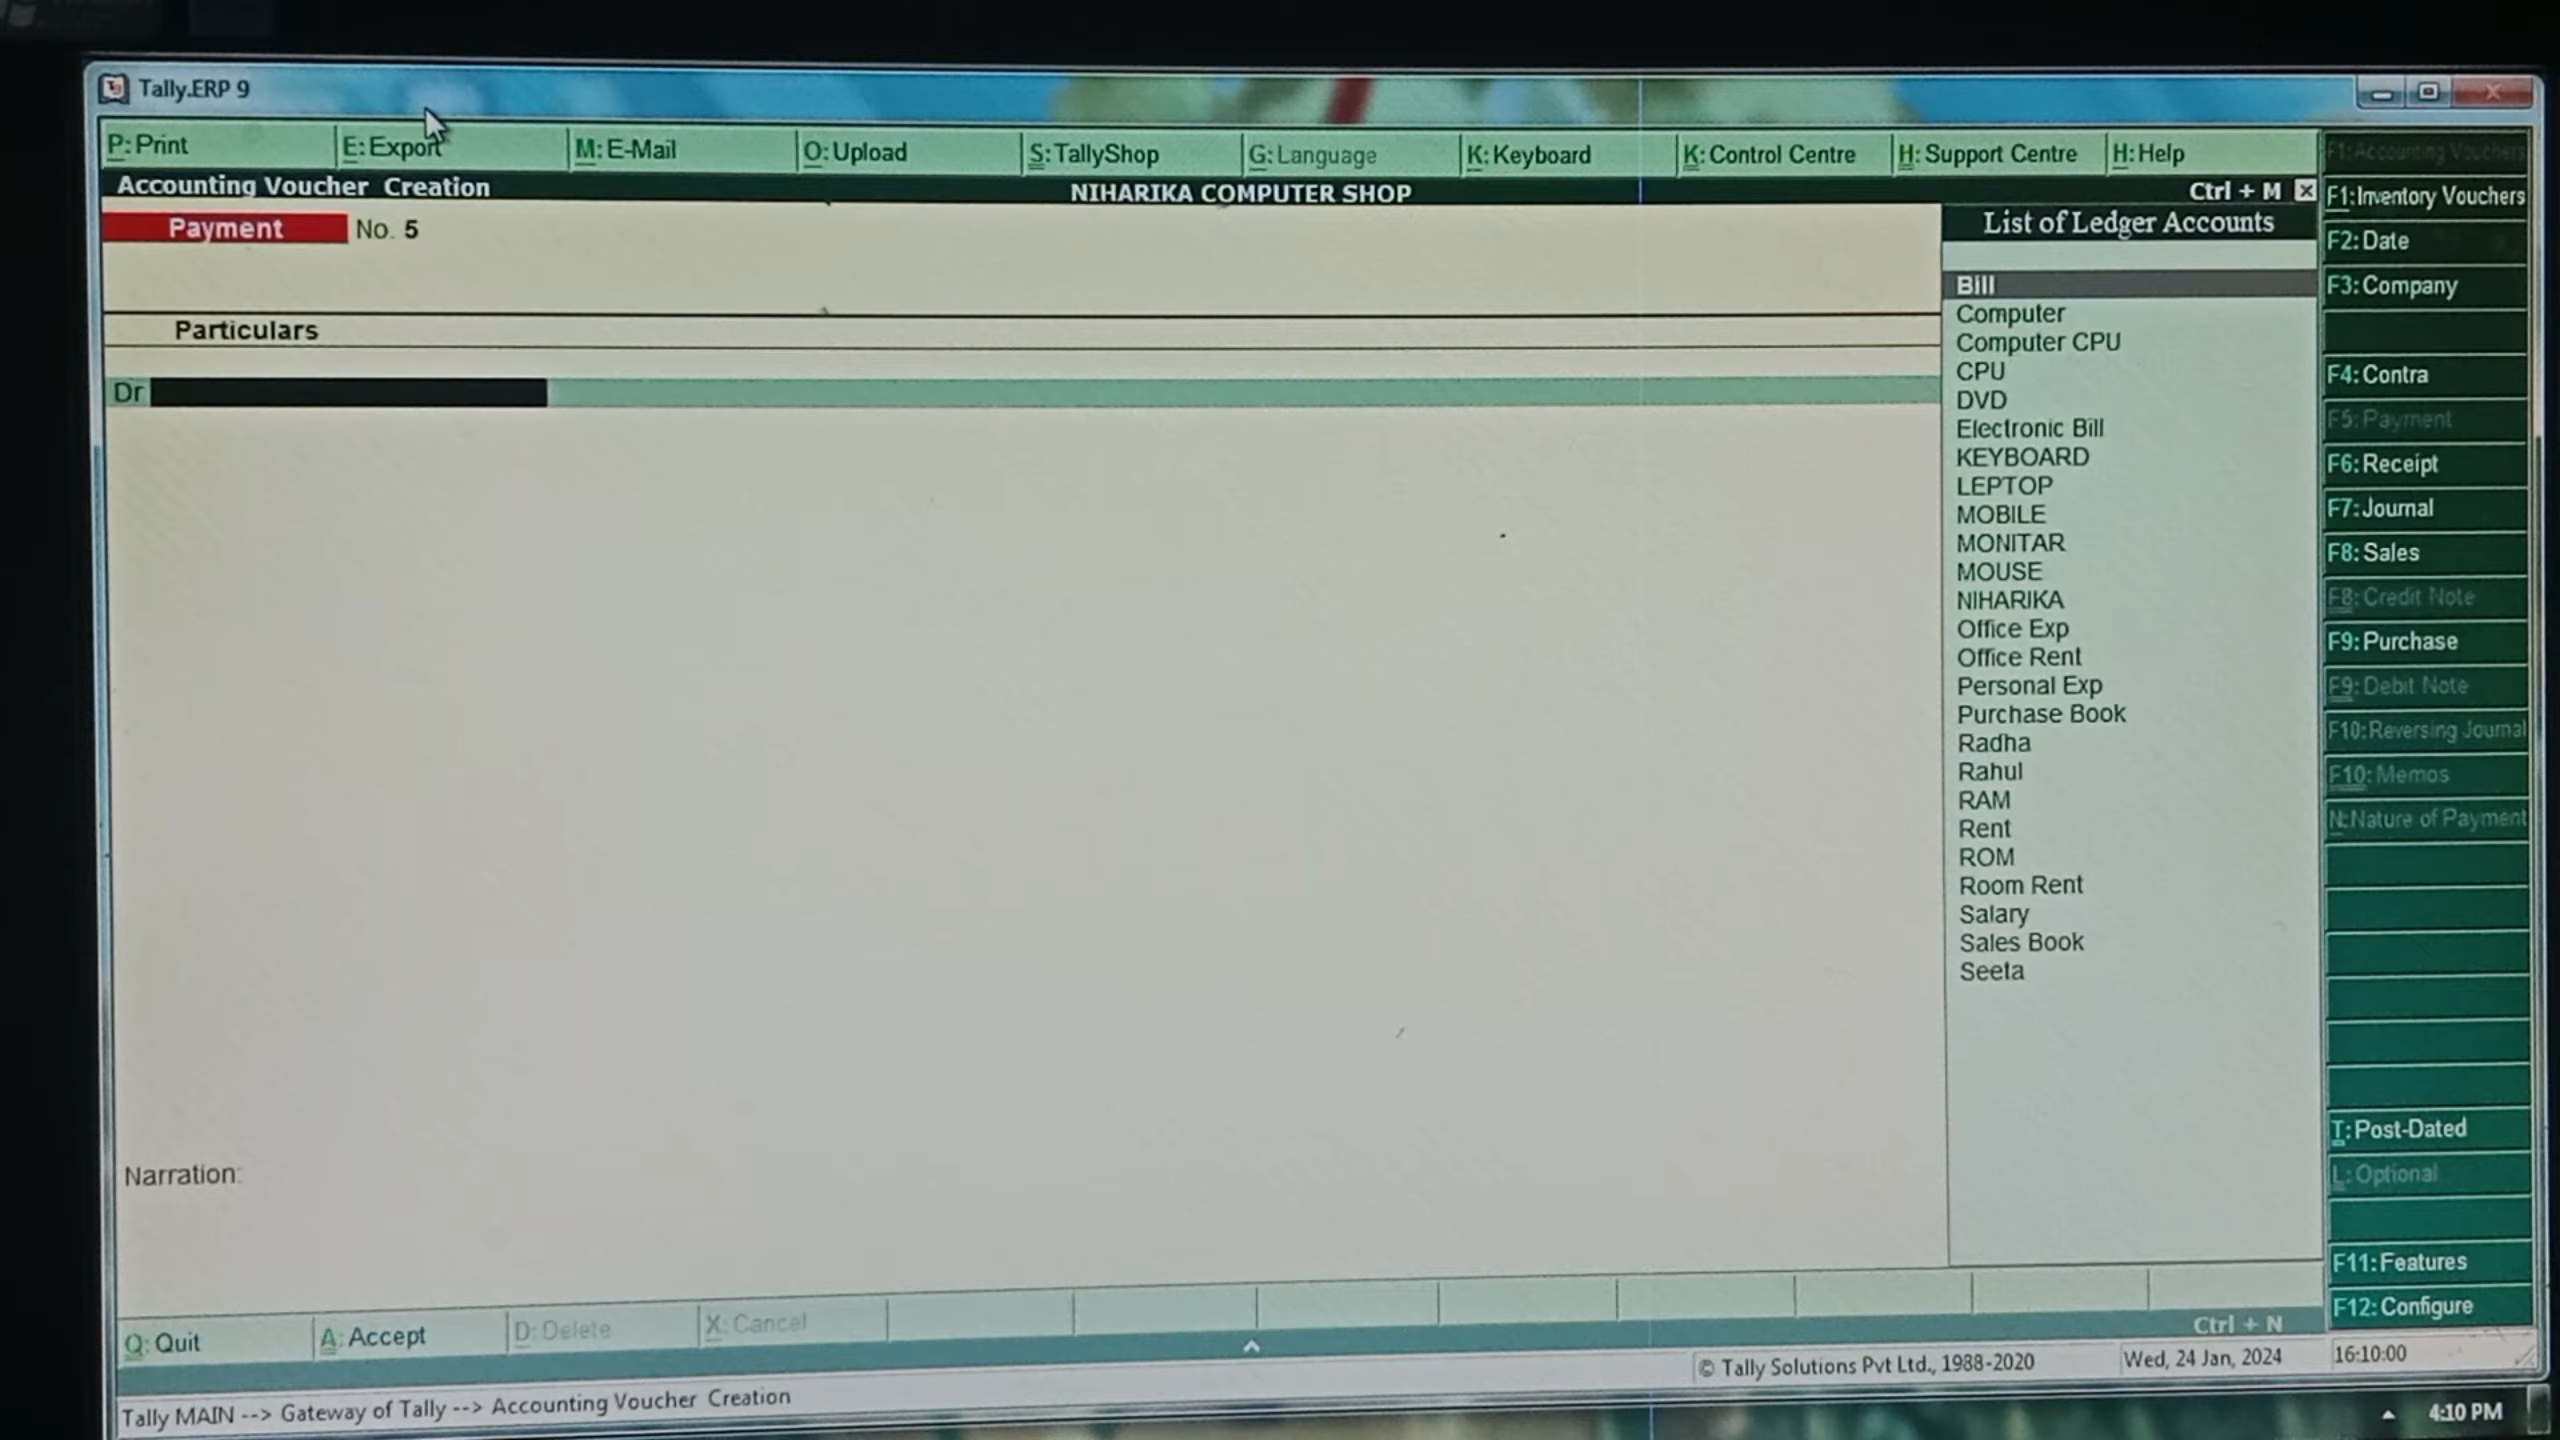 Tally.ERP 9
P: Print
E: Export
M: E-Mail
O: Upload
S: TallyShop
G: Language
K: Keyboard
K: Control Centre
H: Support Centre
H: Help
Accounting Voucher Creation
NIHARIKA COMPUTER SHOP
Ctrl + M
Payment No. 5
Particulars
Dr
Narration:
List of Ledger Accounts
Bill
Computer
Computer CPU
CPU
DVD
Electronic Bill
KEYBOARD
LEPTOP
MOBILE
MONITAR
MOUSE
NIHARIKA
Office Exp
Office Rent
Personal Exp
Purchase Book
Radha
Rahul
RAM
Rent
ROM
Room Rent
Salary
Sales Book
Seeta
F1: Accounting Vouchers
F1: Inventory Vouchers
F2: Date
F3: Company
F4: Contra
F5: Payment
F6: Receipt
F7: Journal
F8: Sales
F8: Credit Note
F9: Purchase
F9: Debit Note
F10: Reversing Journal
F10: Memos
N: Nature of Payment
T: Post-Dated
L: Optional
F11: Features
F12: Configure
Q: Quit
A: Accept
D: Delete
X: Cancel
Ctrl + N
© Tally Solutions Pvt Ltd., 1988-2020
Wed, 24 Jan, 2024
16:10:00
Tally MAIN --> Gateway of Tally --> Accounting Voucher Creation
4:10 PM